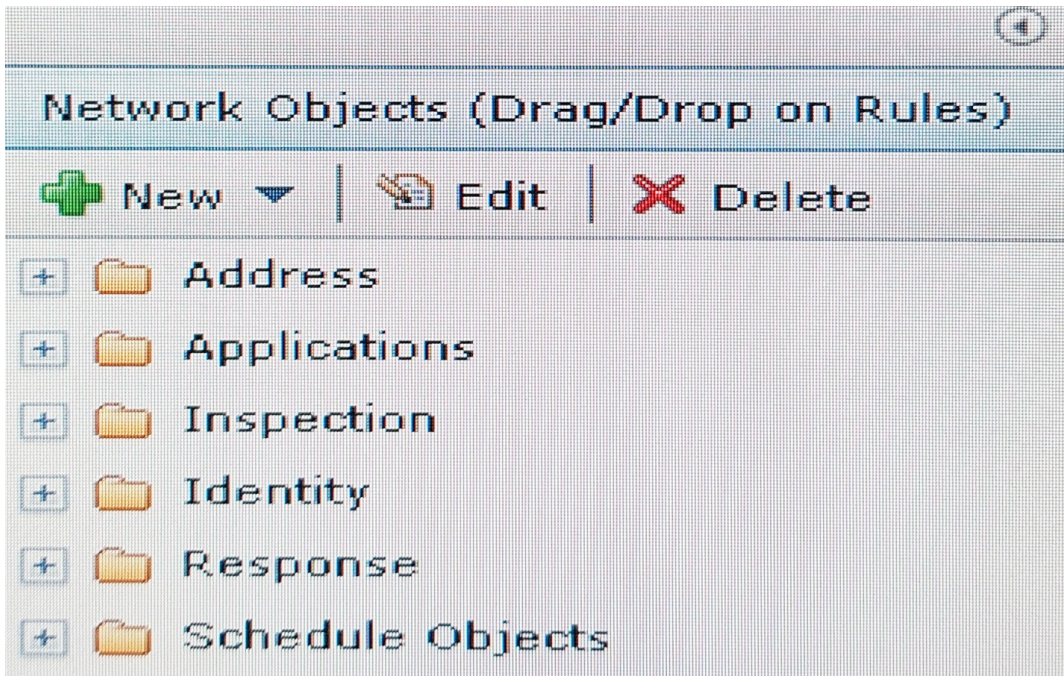 Network Objects (Drag/Drop on Rules)
New Edit Delete
Address
Applications
Inspection
Identity
Response
Schedule Objects